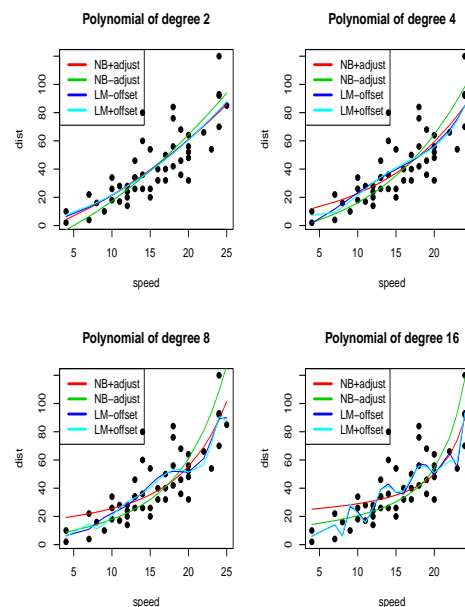 Polynomial of degree 2
NB+adjust
NB−adjust
LM−offset
LM+offset
dist
0 20 40 60 80 100
5 10 15 20 25
speed
Polynomial of degree 4
NB+adjust
NB−adjust
LM−offset
LM+offset
dist
0 20 40 60 80 100
5 10 15 20
speed
Polynomial of degree 8
NB+adjust
NB−adjust
LM−offset
LM+offset
dist
0 20 40 60 80 100
5 10 15 20 25
speed
Polynomial of degree 16
NB+adjust
NB−adjust
LM−offset
LM+offset
dist
0 20 40 60 80 100
5 10 15 20
speed